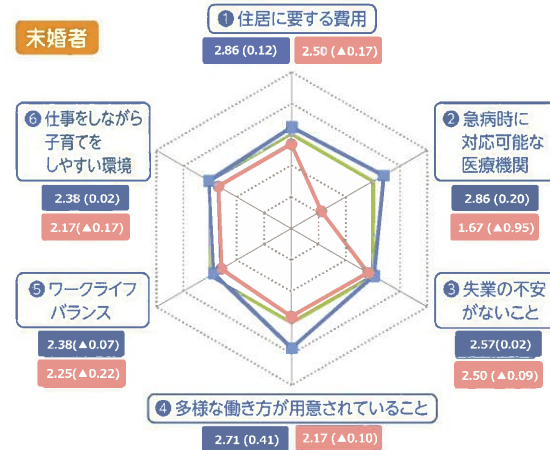 未婚者
❶ 住居に要する費用
2.86 (0.12)
2.50 (▲0.17)
❷ 急病時に
対応可能な
医療機関
2.86 (0.20)
1.67 (▲0.95)
❸ 失業の不安
がないこと
2.57(0.02)
2.50 (▲0.09)
❹ 多様な働き方が用意されていること
2.71 (0.41)
2.17 (▲0.10)
❺ ワークライフ
バランス
2.38(▲0.07)
2.25(▲0.22)
❻ 仕事をしながら
子育てを
しやすい環境
2.38 (0.02)
2.17(▲0.17)